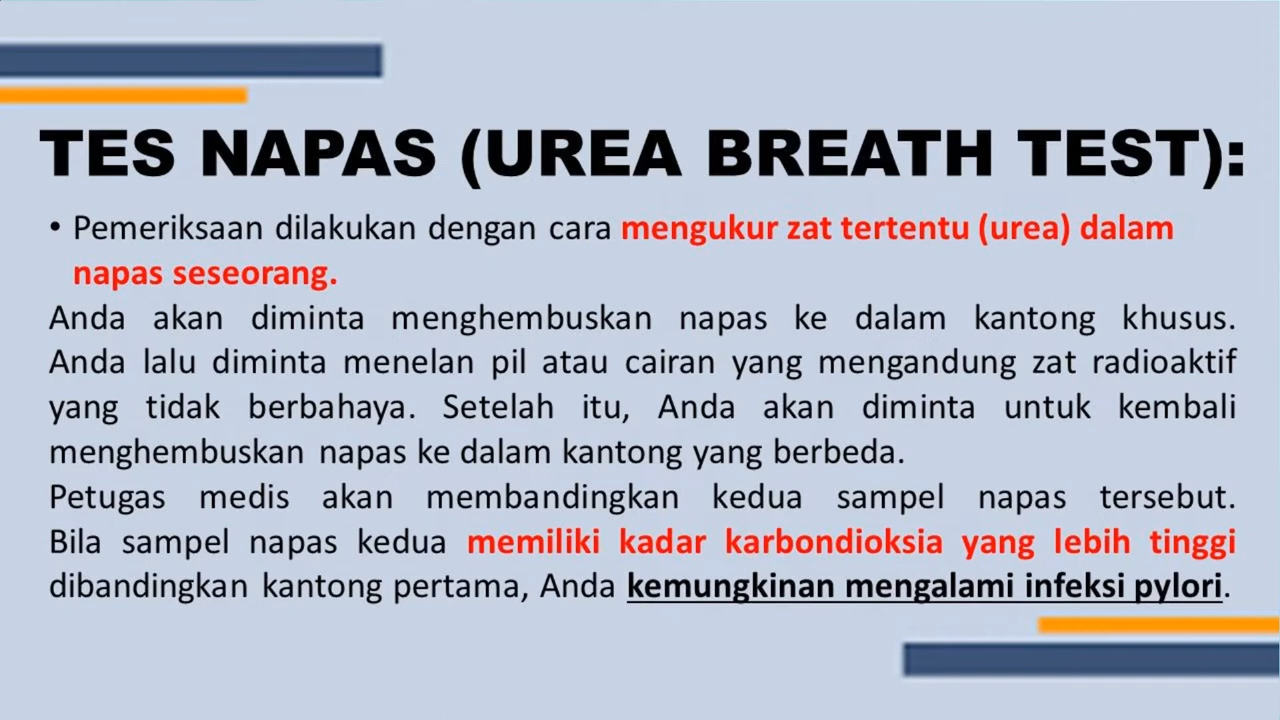 TES NAPAS (UREA BREATH TEST):
• Pemeriksaan dilakukan dengan cara mengukur zat tertentu (urea) dalam
napas seseorang.
Anda akan diminta menghembuskan napas ke dalam kantong khusus.
Anda lalu diminta menelan pil atau cairan yang mengandung zat radioaktif
yang tidak berbahaya. Setelah itu, Anda akan diminta untuk kembali
menghembuskan napas ke dalam kantong yang berbeda.
Petugas medis akan membandingkan kedua sampel napas tersebut.
Bila sampel napas kedua memiliki kadar karbondioksia yang lebih tinggi
dibandingkan kantong pertama, Anda kemungkinan mengalami infeksi pylori.